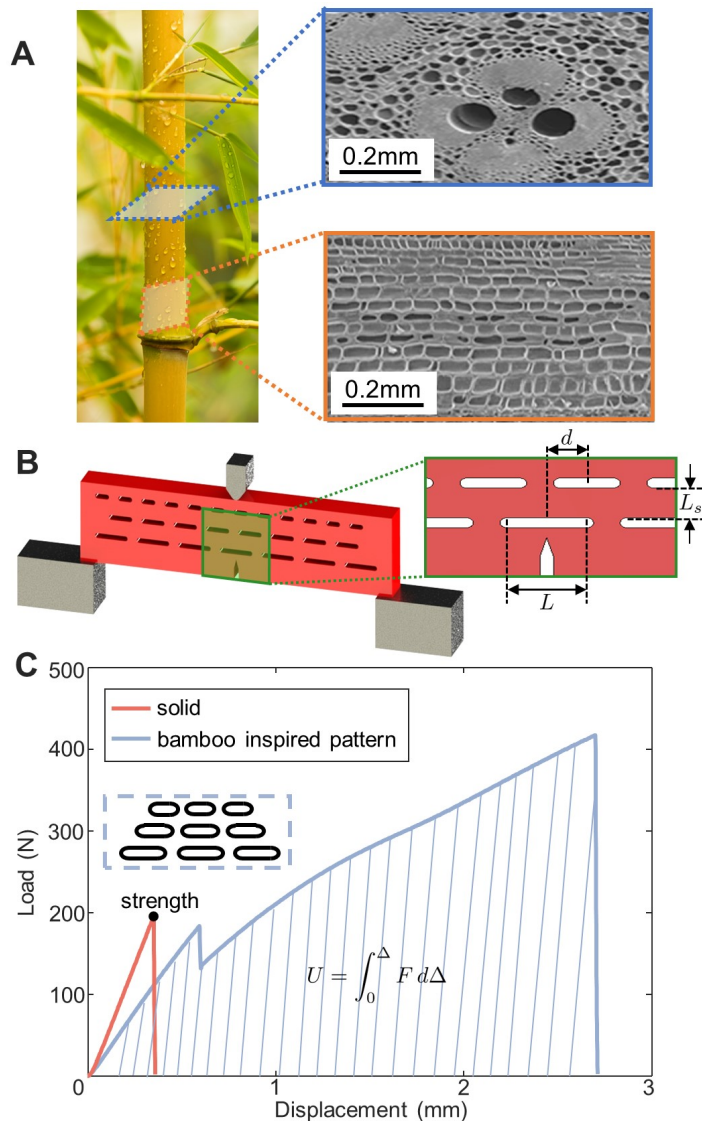 A
0.2mm
0.2mm
B
d
L_s
L
C
500
solid
bamboo inspired pattern
400
300
strength
200
U = ∫_0^Δ F dΔ
100
0
1
2
3
Load (N)
Displacement (mm)